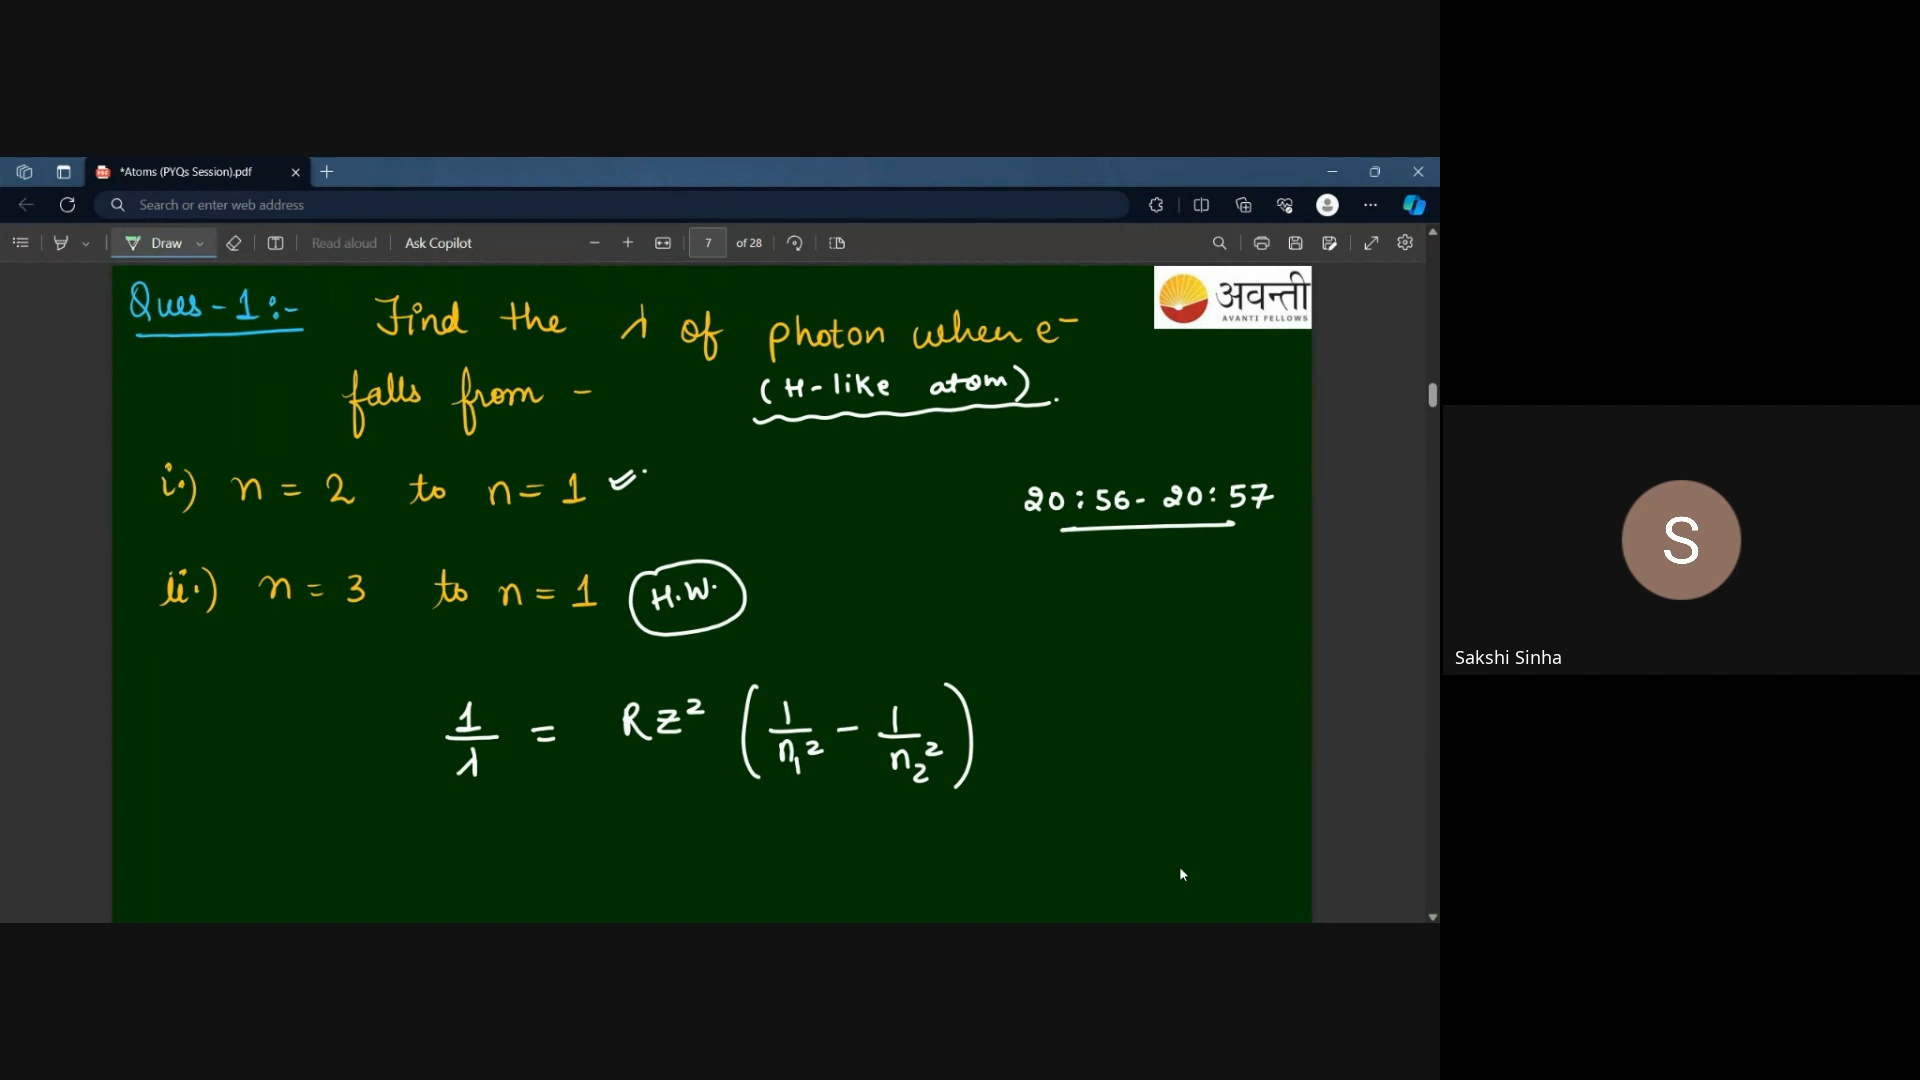 *Atoms (PYQs Session).pdf
Search or enter web address
Draw
Read aloud
Ask Copilot
7 of 28
अवन्ती
AVANTI FELLOWS
Ques-1:- Find the λ of photon when e⁻
falls from - (H-like atom).
i.) n = 2 to n = 1
20:56 - 20:57
ii.) n = 3 to n = 1 H.W.
1/λ = RZ² (1/n₁² - 1/n₂²)
S
Sakshi Sinha